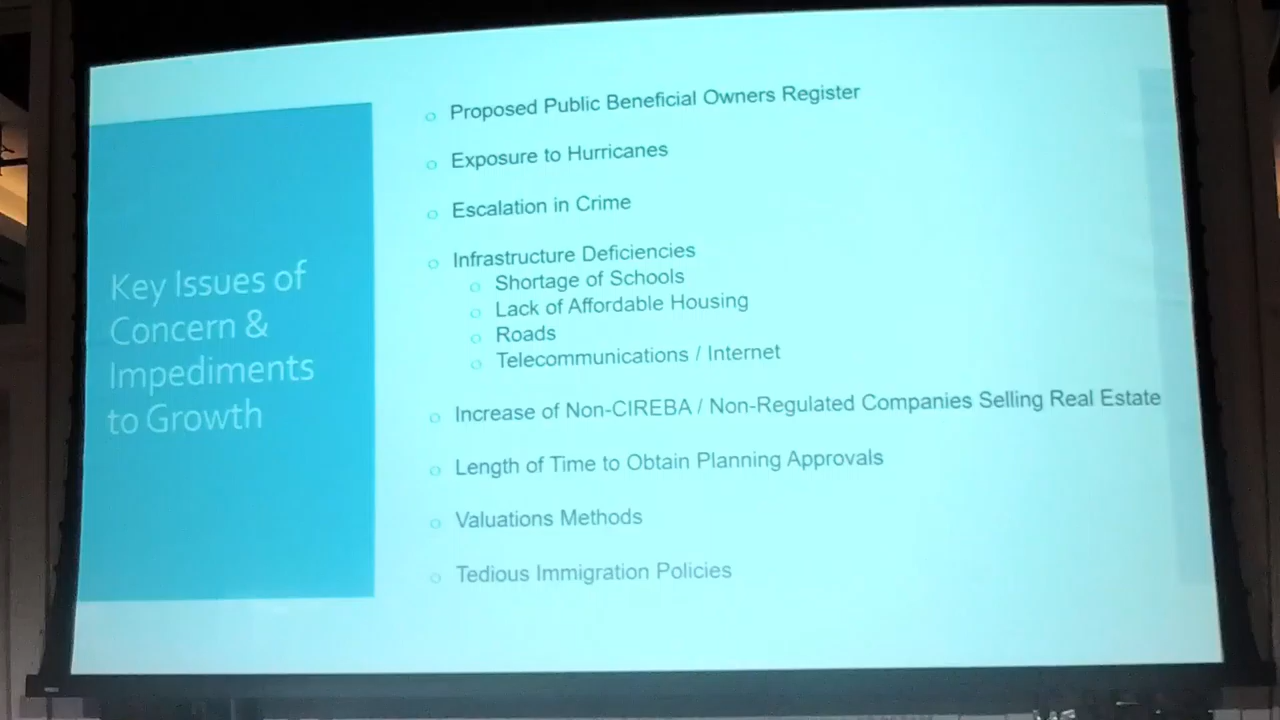 Key Issues of
Concern &
Impediments
to Growth
Proposed Public Beneficial Owners Register
Exposure to Hurricanes
Escalation in Crime
Infrastructure Deficiencies
Shortage of Schools
Lack of Affordable Housing
Roads
Telecommunications / Internet
Increase of Non-CIREBA / Non-Regulated Companies Selling Real Estate
Length of Time to Obtain Planning Approvals
Valuations Methods
Tedious Immigration Policies